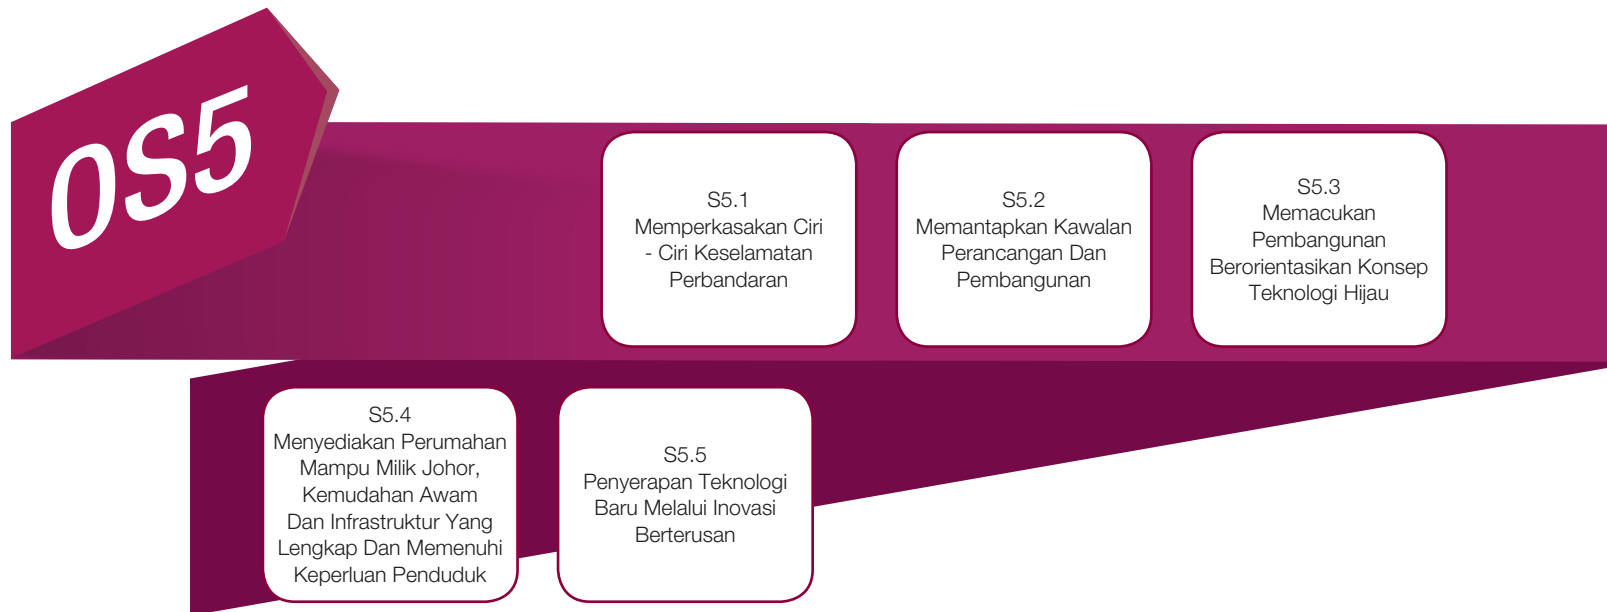 OS5
S5.1
Memperkasakan Ciri
- Ciri Keselamatan
Perbandaran
S5.2
Memantapkan Kawalan
Perancangan Dan
Pembangunan
S5.3
Memacukan
Pembangunan
Berorientasikan Konsep
Teknologi Hijau
S5.4
Menyediakan Perumahan
Mampu Milik Johor,
Kemudahan Awam
Dan Infrastruktur Yang
Lengkap Dan Memenuhi
Keperluan Penduduk
S5.5
Penyerapan Teknologi
Baru Melalui Inovasi
Berterusan